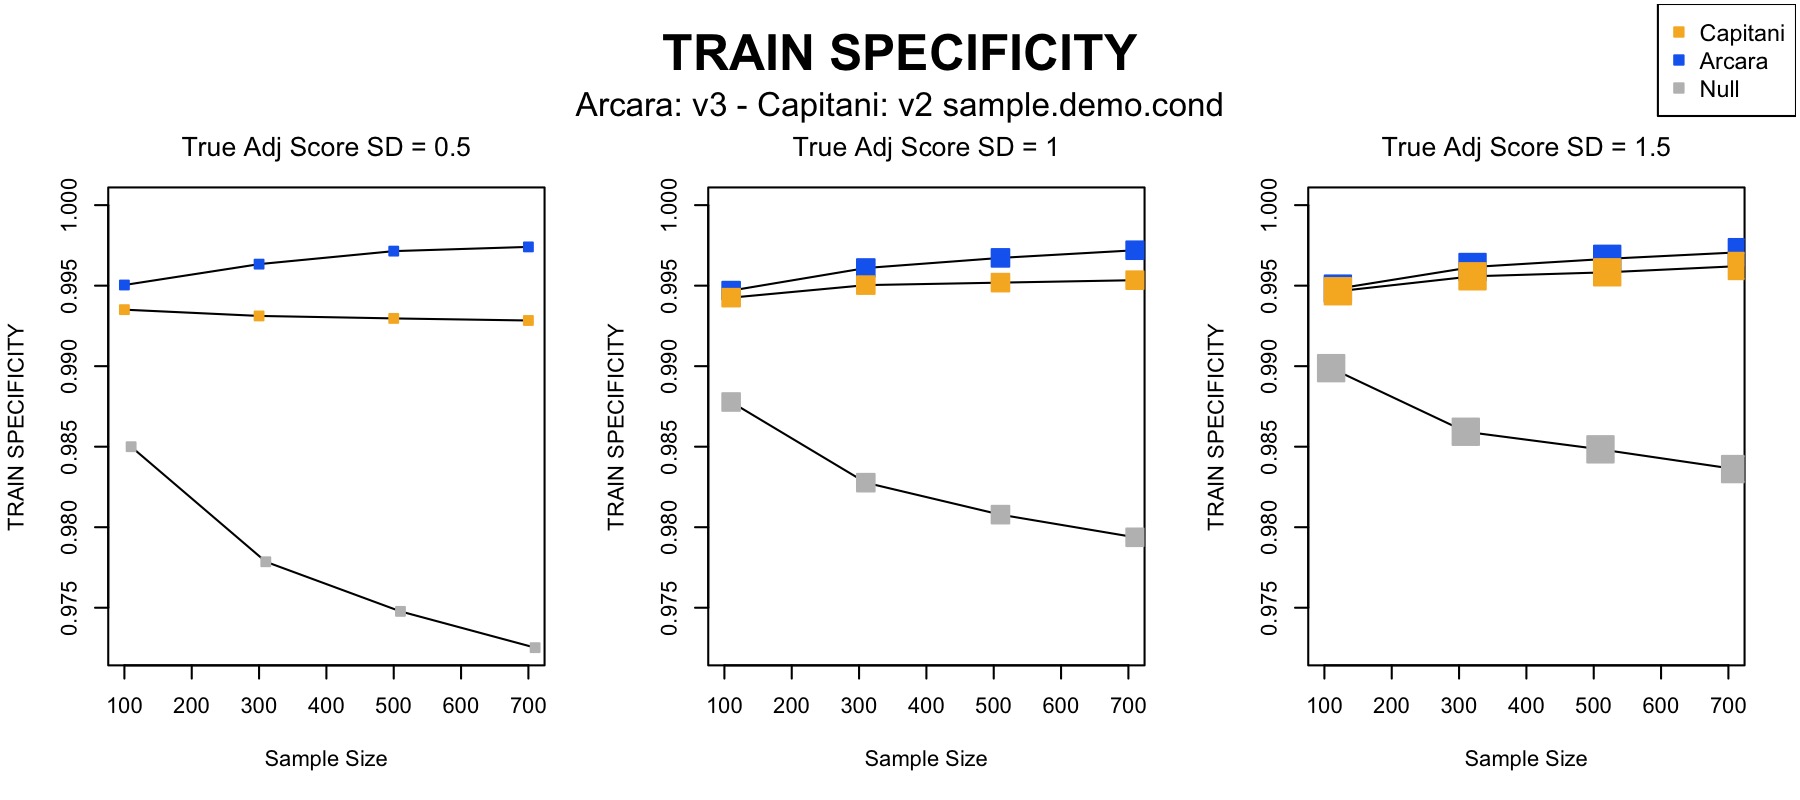 TRAIN SPECIFICITY
Arcara: v3 - Capitani: v2 sample.demo.cond
Capitani
Arcara
Null
True Adj Score SD = 0.5
TRAIN SPECIFICITY
1.000
0.995
0.990
0.985
0.980
0.975
100 200 300 400 500 600 700
Sample Size
True Adj Score SD = 1
TRAIN SPECIFICITY
1.000
0.995
0.990
0.985
0.980
0.975
100 200 300 400 500 600 700
Sample Size
True Adj Score SD = 1.5
TRAIN SPECIFICITY
1.000
0.995
0.990
0.985
0.980
0.975
100 200 300 400 500 600 700
Sample Size